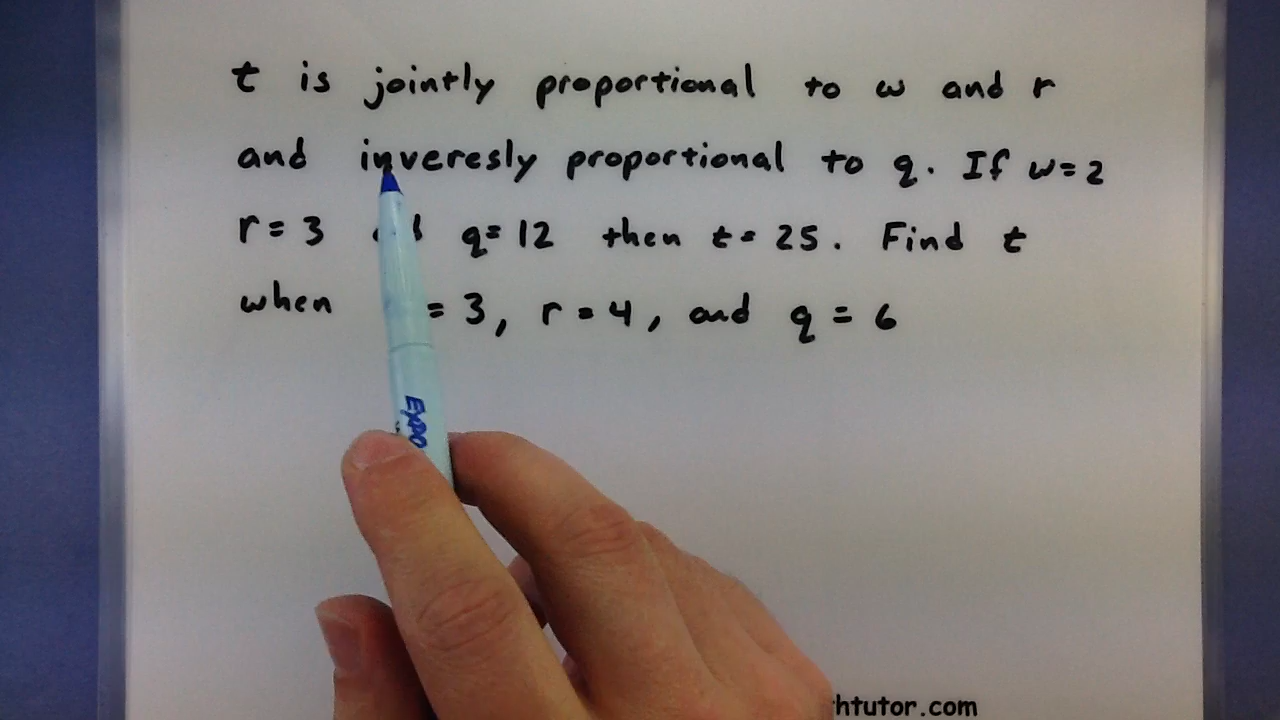 t is jointly proportional to w and r
and inveresly proportional to q. If w=2
r=3 q=12 then t=25. Find t
when =3, r=4, and q=6
EXPO
htutor.com